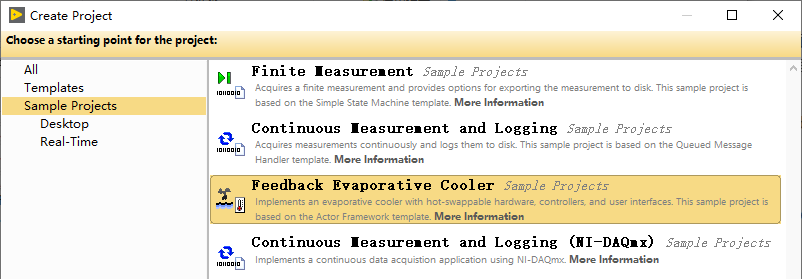 Create Project
Choose a starting point for the project:
All
Templates
Sample Projects
Desktop
Real-Time
Finite Measurement Sample Projects
Acquires a finite measurement and provides options for exporting the measurement to disk. This sample project is
based on the Simple State Machine template. More Information
Continuous Measurement and Logging Sample Projects
Acquires measurements continuously and logs them to disk. This sample project is based on the Queued Message
Handler template. More Information
Feedback Evaporative Cooler Sample Projects
Implements an evaporative cooler with hot-swappable hardware, controllers, and user interfaces. This sample project is
based on the Actor Framework template. More Information
Continuous Measurement and Logging (NI-DAQmx) Sample Projects
Implements a continuous data acquistion application using NI-DAQmx. More Information